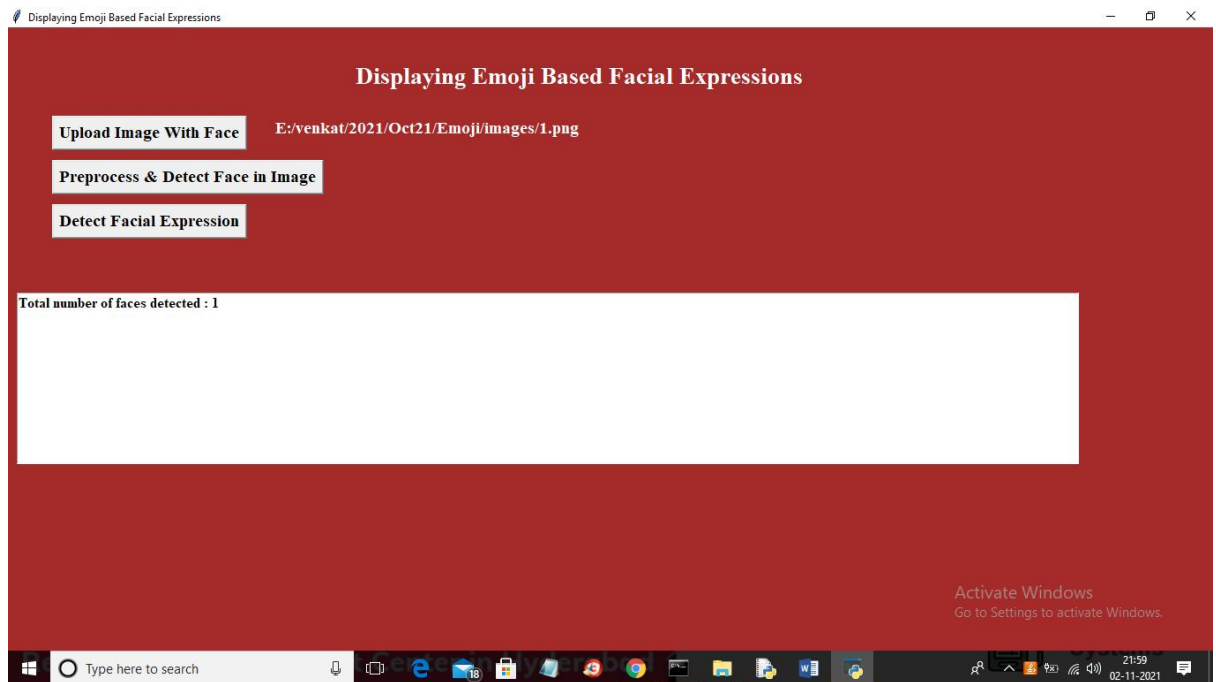 Displaying Emoji Based Facial Expressions
Displaying Emoji Based Facial Expressions
Upload Image With Face
E:/venkat/2021/Oct21/Emoji/images/1.png
Preprocess & Detect Face in Image
Detect Facial Expression
Total number of faces detected : 1
Activate Windows
Go to Settings to activate Windows.
Type here to search
18
21:59
02-11-2021